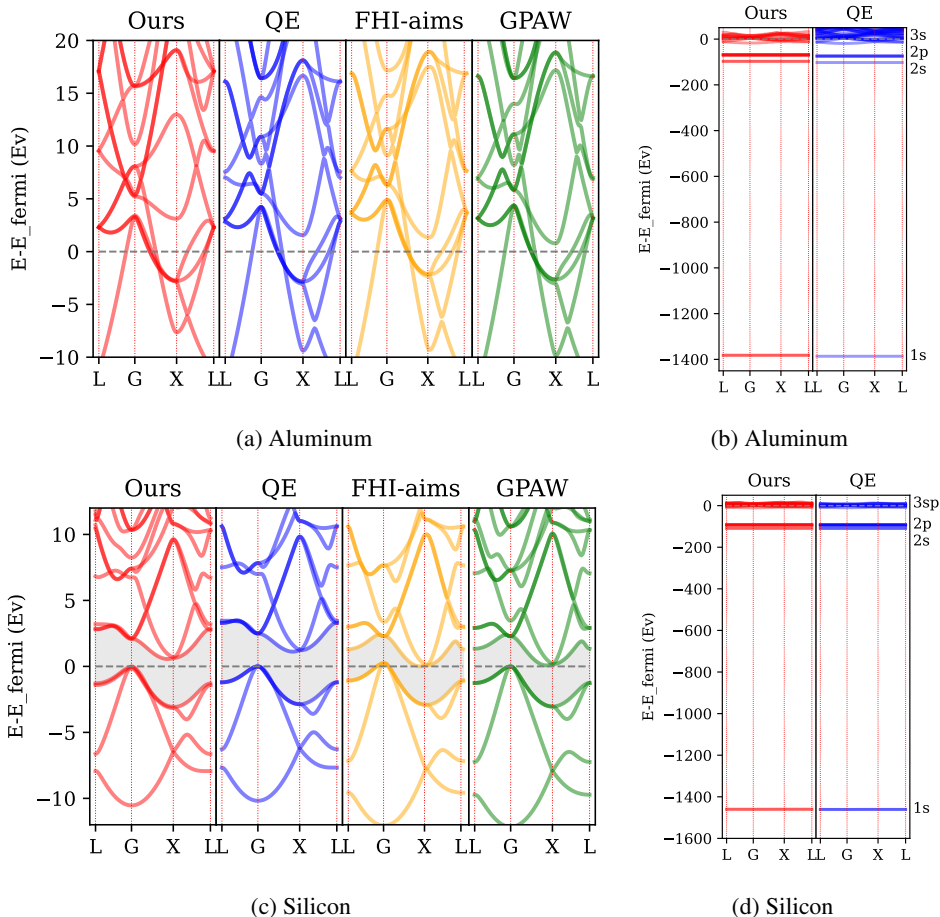 Ours QE FHI-aims GPAW
E-E_fermi (Ev)
20
15
10
5
0
−5
−10
L G X LL G X LL G X LL G X L
(a) Aluminum
Ours QE
E-E_fermi (Ev)
0
−200
−400
−600
−800
−1000
−1200
−1400
3s
2p
2s
1s
L G X LL G X L
(b) Aluminum
Ours QE FHI-aims GPAW
E-E_fermi (Ev)
10
5
0
−5
−10
L G X LL G X LL G X LL G X L
(c) Silicon
Ours QE
E-E_fermi (Ev)
0
−200
−400
−600
−800
−1000
−1200
−1400
−1600
3sp
2p
2s
1s
L G X LL G X L
(d) Silicon